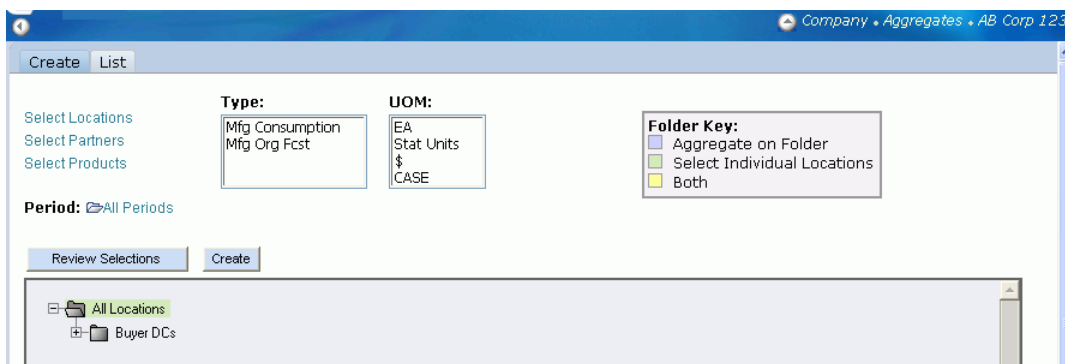 Company • Aggregates • AB Corp 123
Create List
Select Locations
Select Partners
Select Products
Type:
Mfg Consumption
Mfg Org Fcst
UOM:
EA
Stat Units
$
CASE
Folder Key:
Aggregate on Folder
Select Individual Locations
Both
Period: All Periods
Review Selections Create
All Locations
Buyer DCs